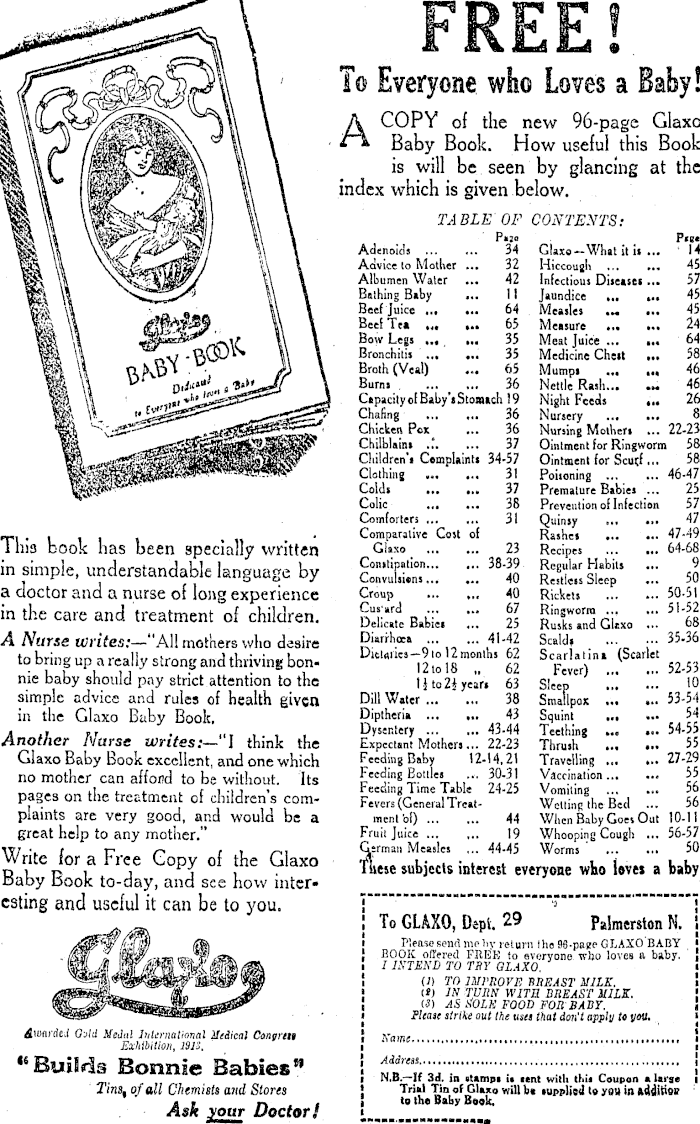 Glaxo
BABY · BOOK
Dedicated
to Everyone who loves a Baby
This book has been specially written
in simple, understandable language by
a doctor and a nurse of long experience
in the care and treatment of children.
A Nurse writes:—"All mothers who desire
to bring up a really strong and thriving bon-
nie baby should pay strict attention to the
simple advice and rules of health given
in the Glaxo Baby Book.
Another Nurse writes:—"I think the
Glaxo Baby Book excellent, and one which
no mother can afford to be without. Its
pages on the treatment of children's com-
plaints are very good, and would be a
great help to any mother."
Write for a Free Copy of the Glaxo
Baby Book to-day, and see how inter-
esting and useful it can be to you.
Glaxo
Awarded Gold Medal International Medical Congress
Exhibition, 1913.
"Builds Bonnie Babies"
Tins, of all Chemists and Stores
Ask your Doctor!
FREE!
To Everyone who Loves a Baby!
A COPY of the new 96-page Glaxo
Baby Book. How useful this Book
is will be seen by glancing at the
index which is given below.
TABLE OF CONTENTS:
Page
Adenoids ... ... 34
Advice to Mother ... 32
Albumen Water ... 42
Bathing Baby ... 11
Beef Juice ... ... 64
Beef Tea ... ... 65
Bow Legs ... ... 35
Bronchitis ... ... 35
Broth (Veal) ... 65
Burns ... ... 36
Capacity of Baby's Stomach 19
Chafing ... ... 36
Chicken Pox ... 36
Chilblains ... ... 37
Children's Complaints 34-57
Clothing ... ... 31
Colds ... ... 37
Colic ... ... 38
Comforters ... ... 31
Comparative Cost of
Glaxo ... ... 23
Constipation... ... 38-39
Convulsions... ... 40
Croup ... ... 40
Cus'ard ... ... 67
Delicate Babies ... 25
Diarrhœa ... ... 41-42
Dietaries—9 to 12 months 62
12 to 18 „ 62
1½ to 2½ years 63
Dill Water ... ... 38
Diptheria ... ... 43
Dysentery ... ... 43-44
Expectant Mothers ... 22-23
Feeding Baby 12-14, 21
Feeding Bottles ... 30-31
Feeding Time Table 24-25
Fevers (General Treat-
ment of) ... ... 44
Fruit Juice ... ... 19
German Measles ... 44-45
Page
Glaxo—What it is ... 14
Hiccough ... ... 45
Infectious Diseases ... 57
Jaundice ... ... 45
Measles ... ... 45
Measure ... ... 24
Meat Juice ... ... 64
Medicine Chest ... 58
Mumps ... ... 46
Nettle Rash... ... 46
Night Feeds ... 26
Nursery ... ... 8
Nursing Mothers ... 22-23
Ointment for Ringworm 58
Ointment for Scurf ... 58
Poisoning ... ... 46-47
Premature Babies ... 25
Prevention of Infection 57
Quinsy ... ... 47
Rashes ... ... 47-49
Recipes ... ... 64-68
Regular Habits ... 9
Restless Sleep ... 50
Rickets ... ... 50-51
Ringworm ... ... 51-52
Rusks and Glaxo ... 68
Scalds ... ... 35-36
Scarlatina (Scarlet
Fever) ... ... 52-53
Sleep ... ... 10
Smallpox ... ... 53-54
Squint ... ... 54
Teething ... ... 54-55
Thrush ... ... 55
Travelling ... ... 27-29
Vaccination ... ... 55
Vomiting ... ... 56
Wetting the Bed ... 56
When Baby Goes Out 10-11
Whooping Cough ... 56-57
Worms ... ... 50
These subjects interest everyone who loves a baby
To GLAXO, Dept. 29 Palmerston N.
Please send me by return the 96-page GLAXO BABY
BOOK offered FREE to everyone who loves a baby.
I INTEND TO TRY GLAXO.
(1) TO IMPROVE BREAST MILK.
(2) IN TURN WITH BREAST MILK.
(3) AS SOLE FOOD FOR BABY.
Please strike out the uses that don't apply to you.
Name
Address
N.B.—If 3d. in stamps is sent with this Coupon a large
Trial Tin of Glaxo will be supplied to you in addition
to the Baby Book.